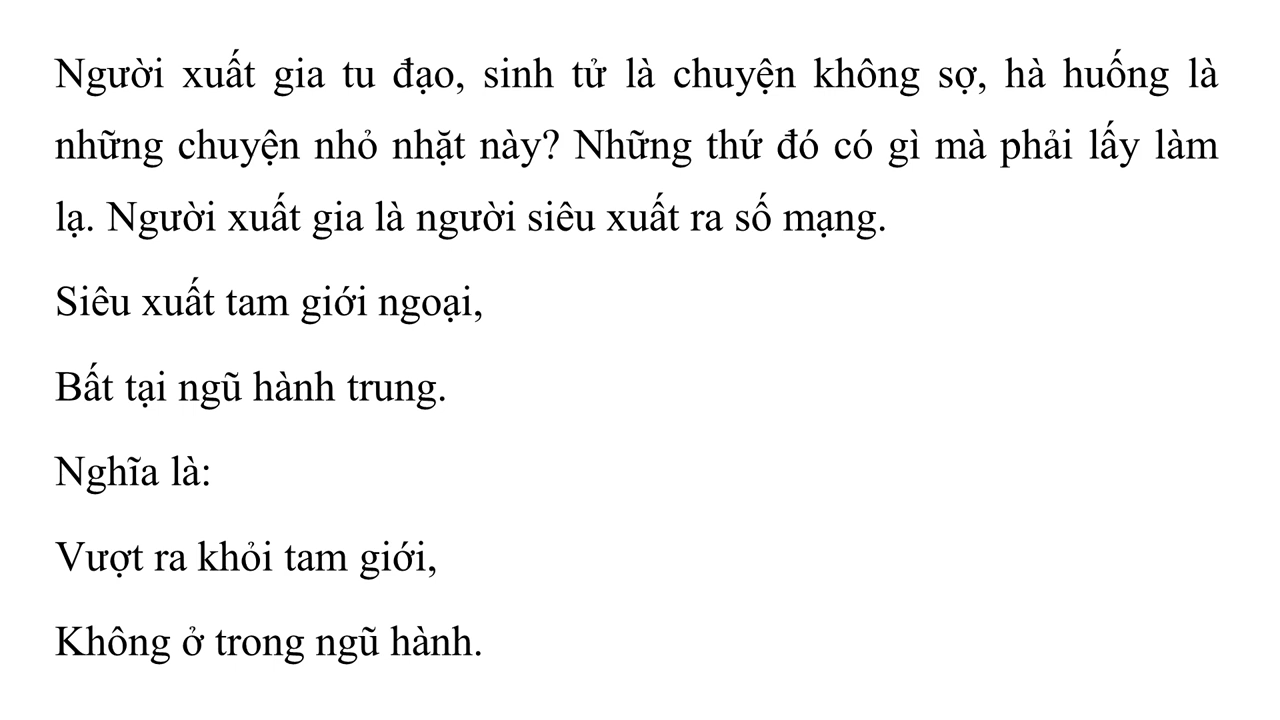 Người xuất gia tu đạo, sinh tử là chuyện không sợ, hà huống là
những chuyện nhỏ nhặt này? Những thứ đó có gì mà phải lấy làm
lạ. Người xuất gia là người siêu xuất ra số mạng.
Siêu xuất tam giới ngoại,
Bất tại ngũ hành trung.
Nghĩa là:
Vượt ra khỏi tam giới,
Không ở trong ngũ hành.